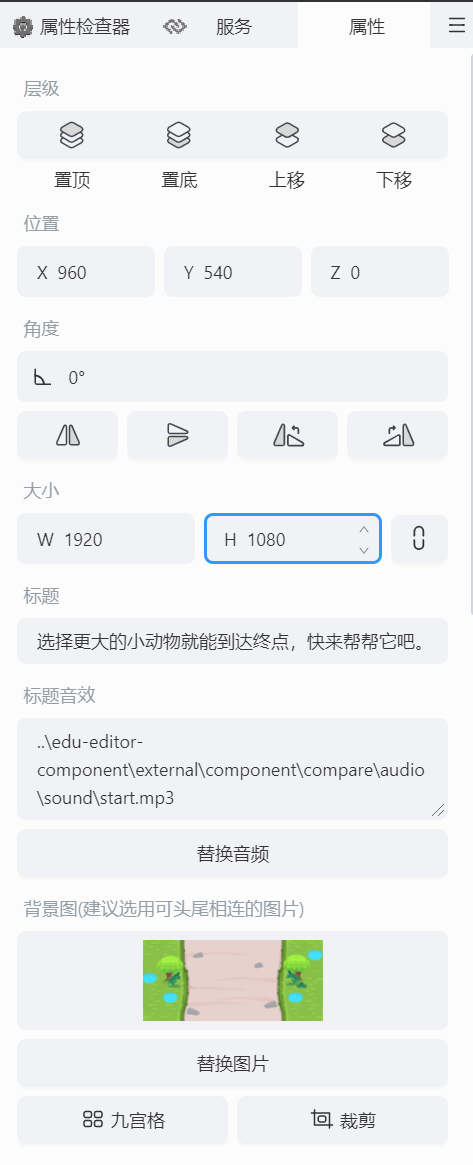 属性检查器 服务 属性
层级
置顶 置底 上移 下移
位置
X 960 Y 540 Z 0
角度
0°
大小
W 1920 H 1080
标题
选择更大的小动物就能到达终点，快来帮帮它吧。
标题音效
..\edu-editor-
component\external\component\compare\audio
\sound\start.mp3
替换音频
背景图(建议选用可头尾相连的图片)
替换图片
九宫格 裁剪